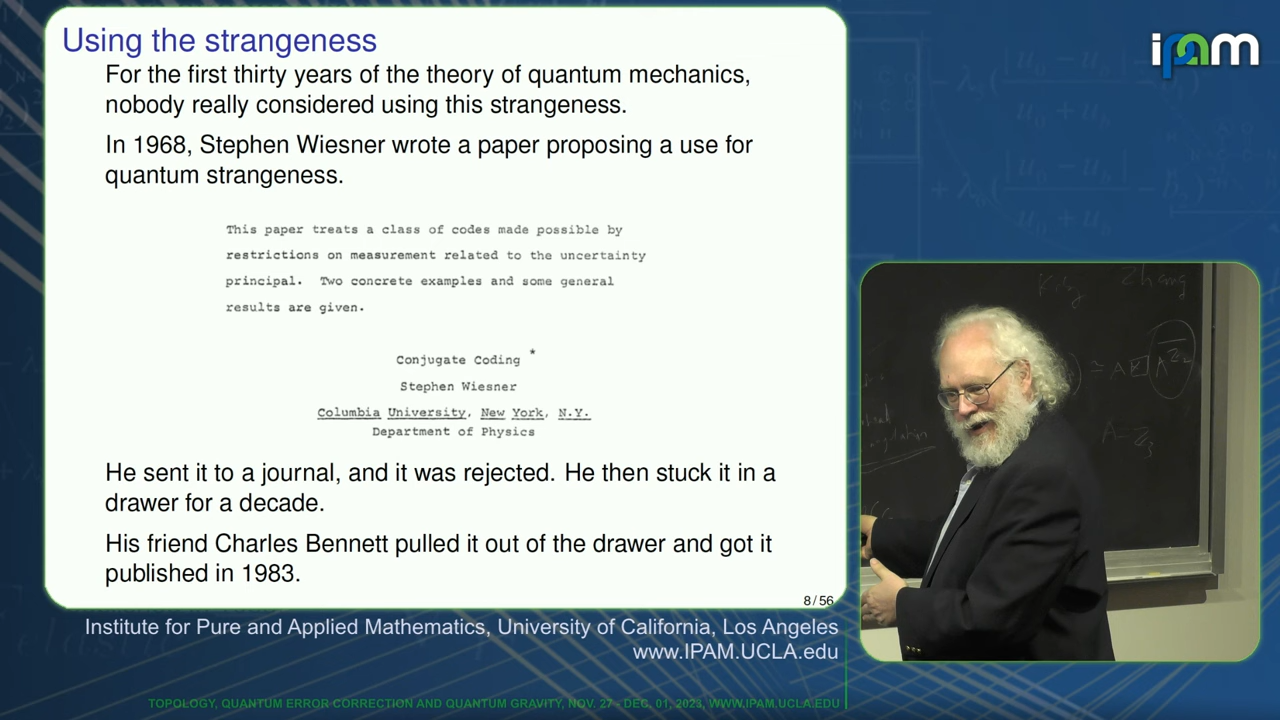 Using the strangeness
For the first thirty years of the theory of quantum mechanics,
nobody really considered using this strangeness.
In 1968, Stephen Wiesner wrote a paper proposing a use for
quantum strangeness.
This paper treats a class of codes made possible by
restrictions on measurement related to the uncertainty
principal. Two concrete examples and some general
results are given.
Conjugate Coding *
Stephen Wiesner
Columbia University, New York, N.Y.
Department of Physics
He sent it to a journal, and it was rejected. He then stuck it in a
drawer for a decade.
His friend Charles Bennett pulled it out of the drawer and got it
published in 1983.
8 / 56
ipam
Zhang
Institute for Pure and Applied Mathematics, University of California, Los Angeles
www.IPAM.UCLA.edu
TOPOLOGY, QUANTUM ERROR CORRECTION AND QUANTUM GRAVITY, NOV. 27 - DEC. 01, 2023, WWW.IPAM.UCLA.EDU